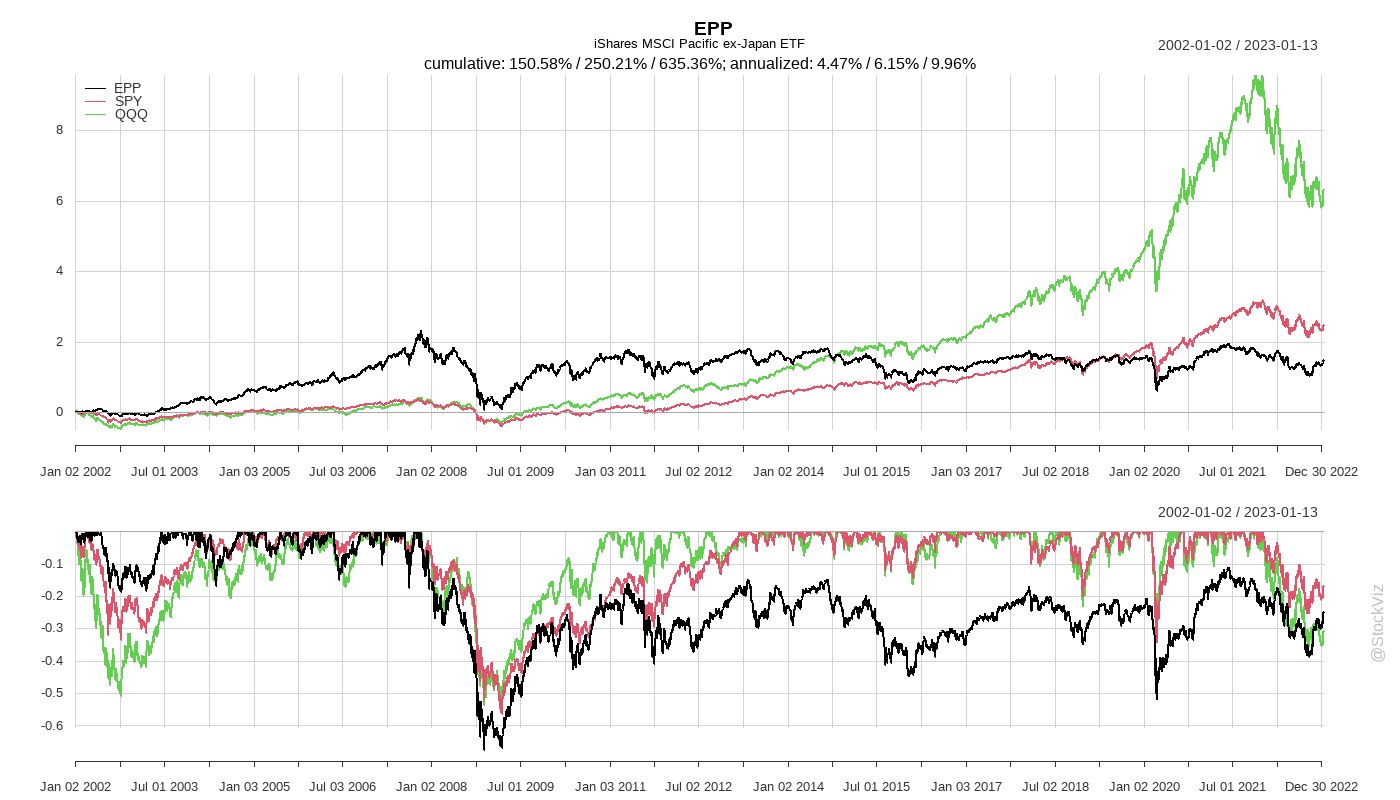 EPP
iShares MSCI Pacific ex-Japan ETF
2002-01-02 / 2023-01-13
cumulative: 150.58% / 250.21% / 635.36%; annualized: 4.47% / 6.15% / 9.96%
EPP
SPY
QQQ
8
6
4
2
0
Jan 02 2002 Jul 01 2003 Jan 03 2005 Jul 03 2006 Jan 02 2008 Jul 01 2009 Jan 03 2011 Jul 02 2012 Jan 02 2014 Jul 01 2015 Jan 03 2017 Jul 02 2018 Jan 02 2020 Jul 01 2021 Dec 30 2022
2002-01-02 / 2023-01-13
-0.1
-0.2
-0.3
-0.4
-0.5
-0.6
Jan 02 2002 Jul 01 2003 Jan 03 2005 Jul 03 2006 Jan 02 2008 Jul 01 2009 Jan 03 2011 Jul 02 2012 Jan 02 2014 Jul 01 2015 Jan 03 2017 Jul 02 2018 Jan 02 2020 Jul 01 2021 Dec 30 2022
@StockViz